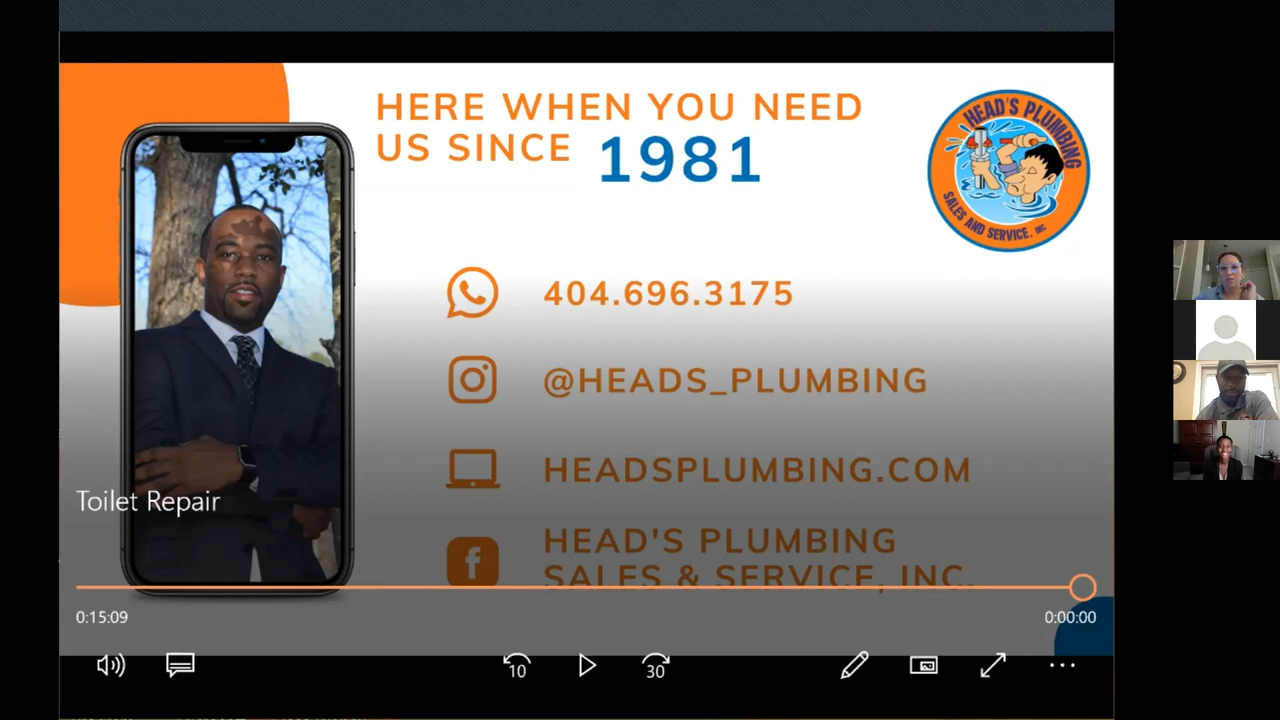 HERE WHEN YOU NEED
US SINCE 1981
HEAD'S PLUMBING
SALES AND SERVICE, INC
404.696.3175
@HEADS_PLUMBING
HEADSPLUMBING.COM
Toilet Repair
HEAD'S PLUMBING
SALES & SERVICE, INC.
0:15:09
0:00:00
10
30